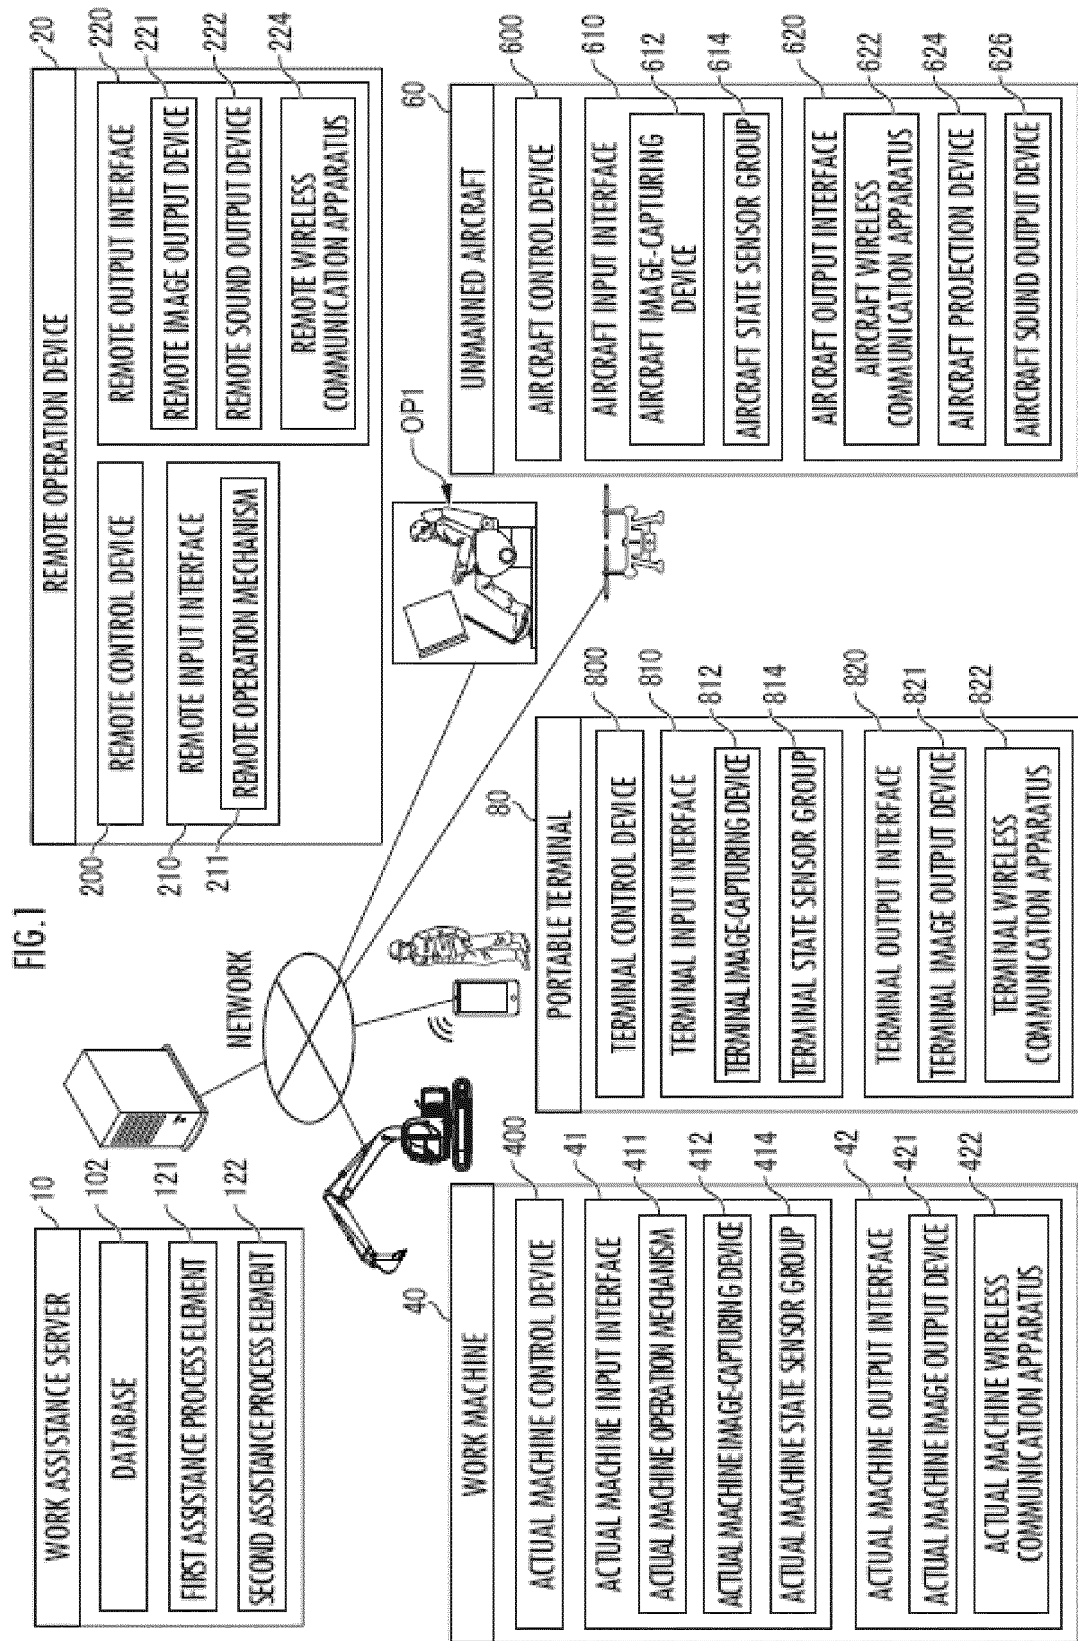 FIG.1
WORK ASSISTANCE SERVER
10
DATABASE
102
FIRST ASSISTANCE PROCESS ELEMENT
121
SECOND ASSISTANCE PROCESS ELEMENT
122
NETWORK
REMOTE OPERATION DEVICE
20
REMOTE CONTROL DEVICE
200
REMOTE INPUT INTERFACE
210
REMOTE OPERATION MECHANISM
211
REMOTE OUTPUT INTERFACE
220
REMOTE IMAGE OUTPUT DEVICE
221
REMOTE SOUND OUTPUT DEVICE
222
REMOTE WIRELESS
COMMUNICATION APPARATUS
224
OP1
WORK MACHINE
40
ACTUAL MACHINE CONTROL DEVICE
400
ACTUAL MACHINE INPUT INTERFACE
41
ACTUAL MACHINE OPERATION MECHANISM
411
ACTUAL MACHINE IMAGE-CAPTURING DEVICE
412
ACTUAL MACHINE STATE SENSOR GROUP
414
ACTUAL MACHINE OUTPUT INTERFACE
42
ACTUAL MACHINE IMAGE OUTPUT DEVICE
421
ACTUAL MACHINE WIRELESS
COMMUNICATION APPARATUS
422
PORTABLE TERMINAL
80
TERMINAL CONTROL DEVICE
800
TERMINAL INPUT INTERFACE
810
TERMINAL IMAGE-CAPTURING DEVICE
812
TERMINAL STATE SENSOR GROUP
814
TERMINAL OUTPUT INTERFACE
820
TERMINAL IMAGE OUTPUT DEVICE
821
TERMINAL WIRELESS
COMMUNICATION APPARATUS
822
UNMANNED AIRCRAFT
60
AIRCRAFT CONTROL DEVICE
600
AIRCRAFT INPUT INTERFACE
610
AIRCRAFT IMAGE-CAPTURING
DEVICE
612
AIRCRAFT STATE SENSOR GROUP
614
AIRCRAFT OUTPUT INTERFACE
620
AIRCRAFT WIRELESS
COMMUNICATION APPARATUS
622
AIRCRAFT PROJECTION DEVICE
624
AIRCRAFT SOUND OUTPUT DEVICE
626